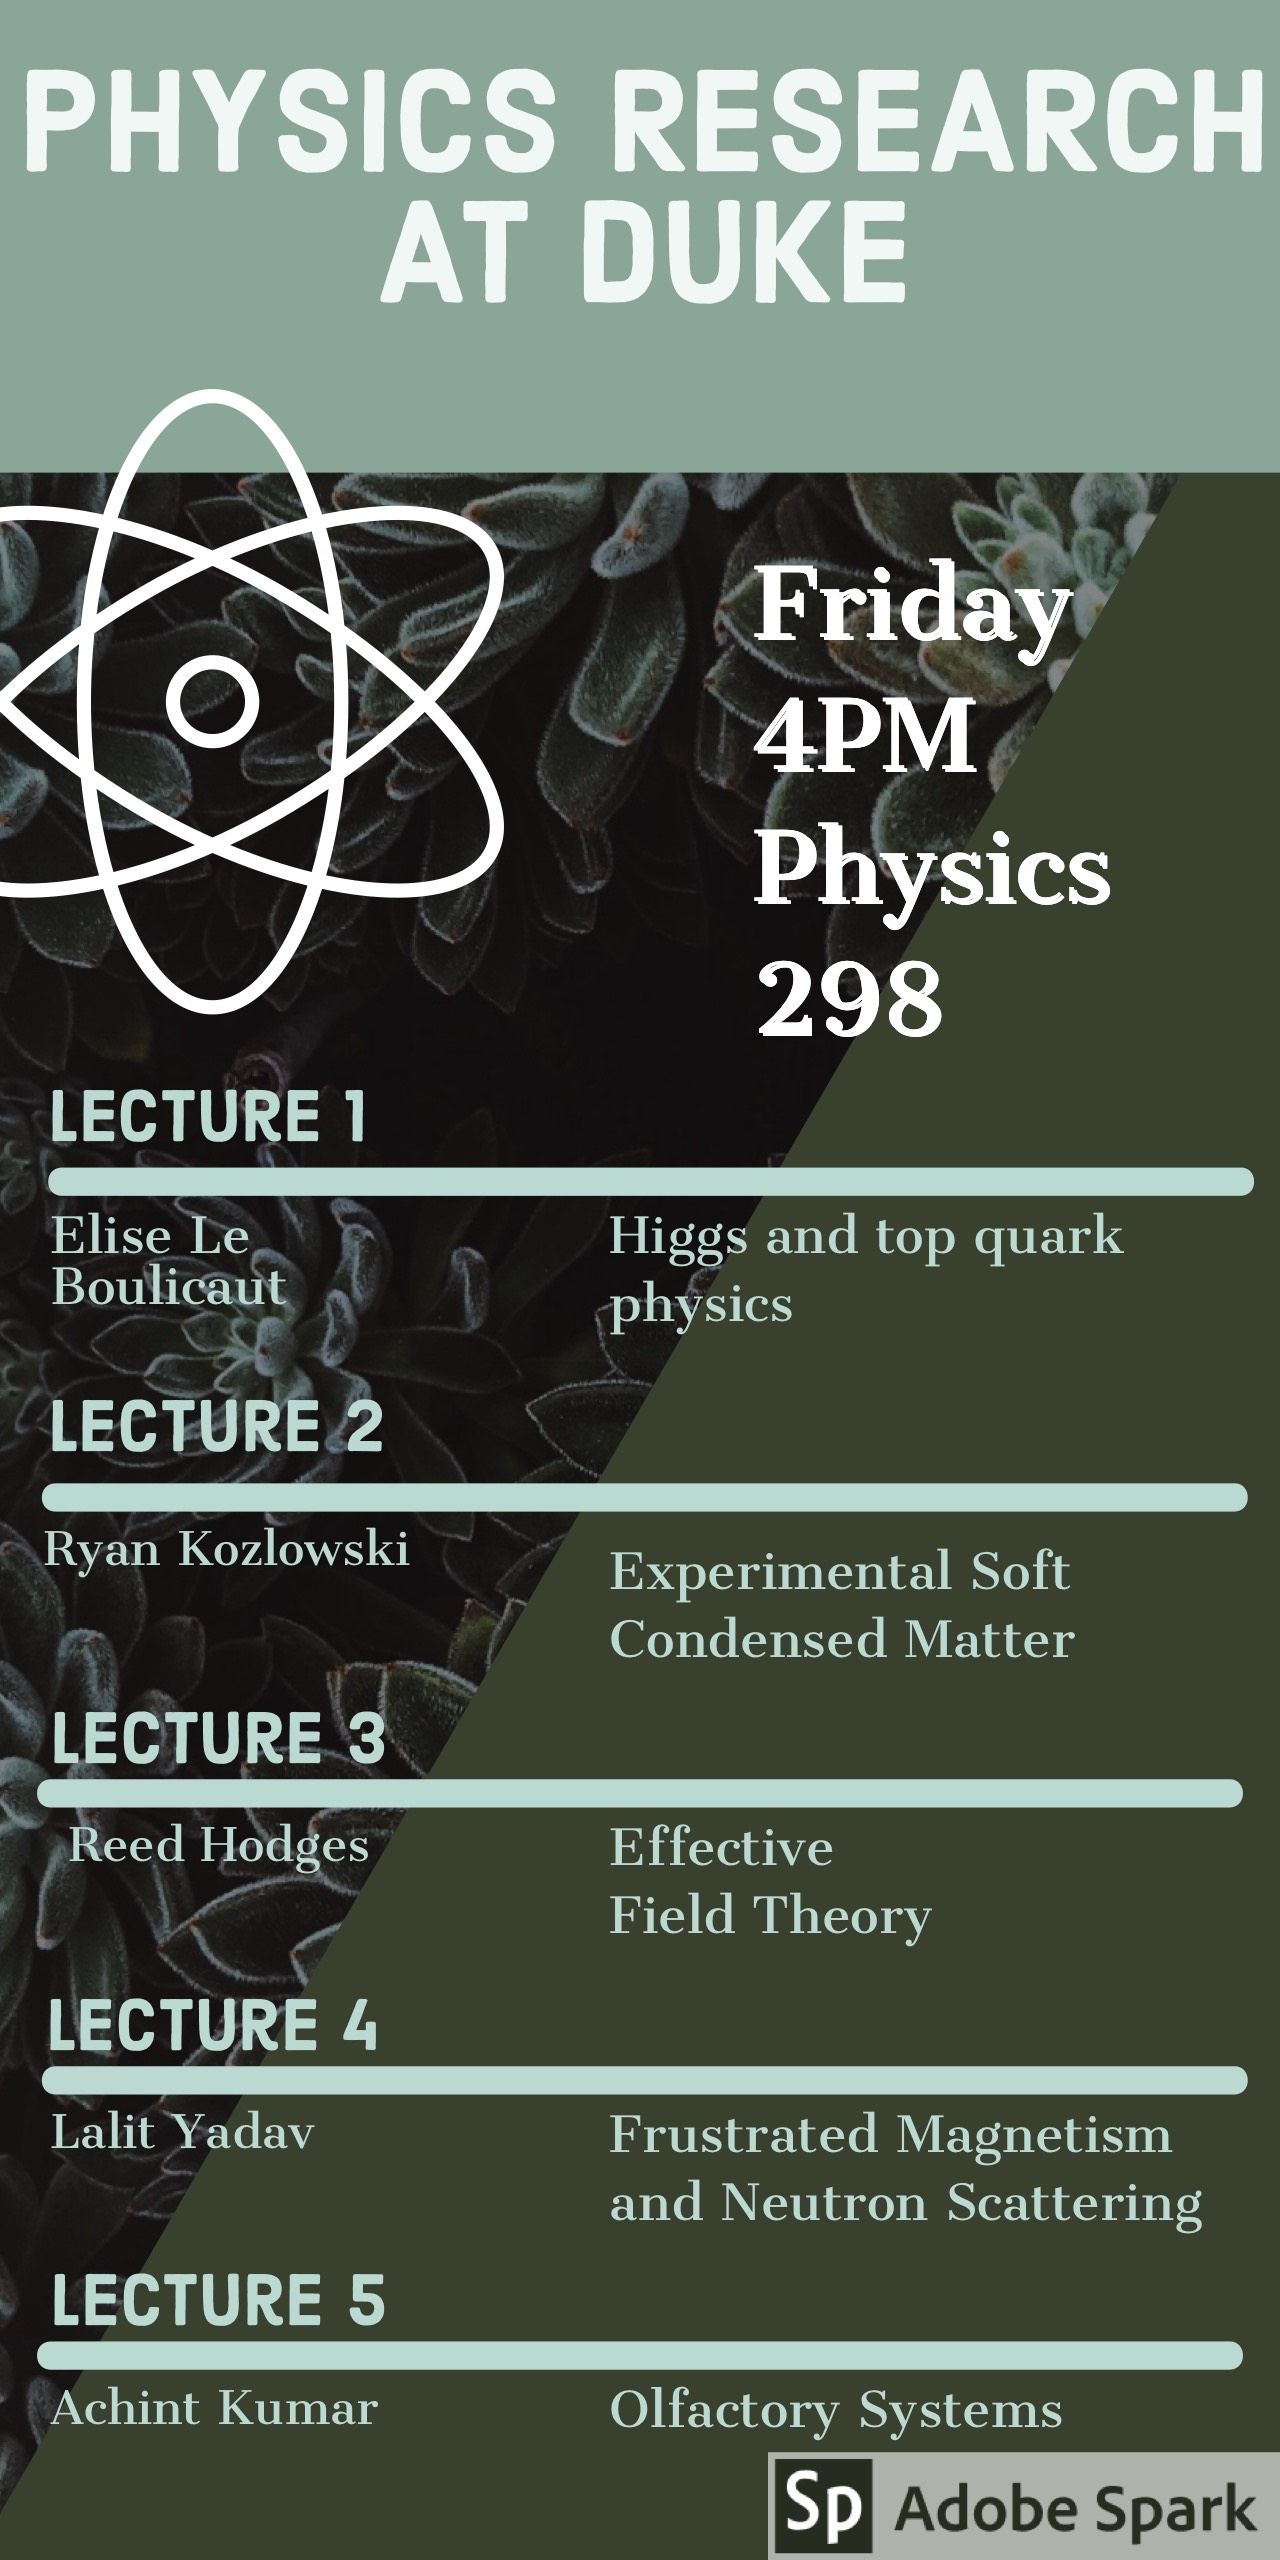 PHYSICS RESEARCH
AT DUKE
Friday
4PM
Physics
298
LECTURE 1
Elise Le
Boulicaut
Higgs and top quark
physics
LECTURE 2
Ryan Kozlowski
Experimental Soft
Condensed Matter
LECTURE 3
Reed Hodges
Effective
Field Theory
LECTURE 4
Lalit Yadav
Frustrated Magnetism
and Neutron Scattering
LECTURE 5
Achint Kumar
Olfactory Systems
Sp Adobe Spark